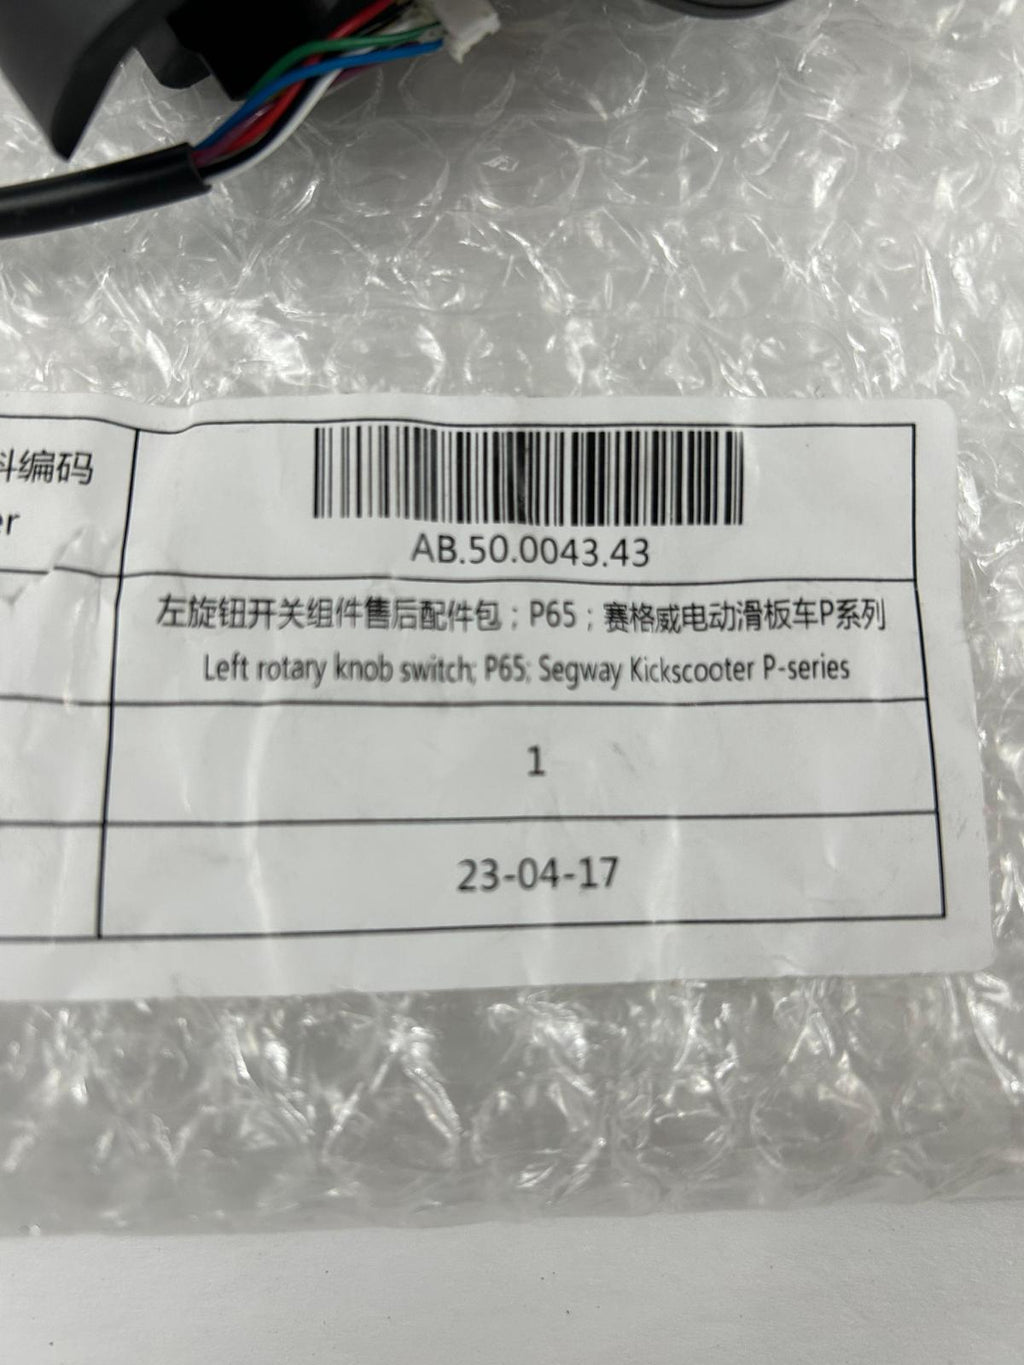 编码
er
AB.50.0043.43
左旋钮开关组件售后配件包；P65；赛格威电动滑板车P系列
Left rotary knob switch; P65; Segway Kickscooter P-series
1
23-04-17